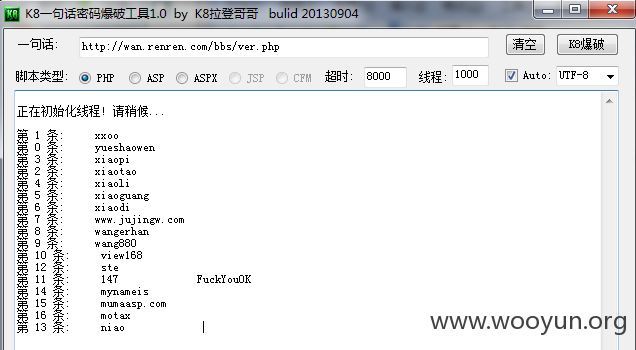 K8一句话密码爆破工具1.0 by K8拉登哥哥 bulid 20130904
一句话: http://wan.renren.com/bbs/ver.php 清空 K8爆破
脚本类型: PHP ASP ASPX JSP CFM 超时: 8000 线程: 1000 Auto: UTF-8
正在初始化线程! 请稍候...
第 1 条: xxoo
第 0 条: yueshaowen
第 3 条: xiaopi
第 2 条: xiaotao
第 4 条: xiaoli
第 5 条: xiaoguang
第 6 条: xiaodi
第 7 条: www.jujingw.com
第 8 条: wangerhan
第 9 条: wang880
第 10 条: view168
第 12 条: ste
第 11 条: 147 FuckYouOK
第 14 条: mynameis
第 15 条: mumaasp.com
第 16 条: motax
第 13 条: niao
www.wooyun.org